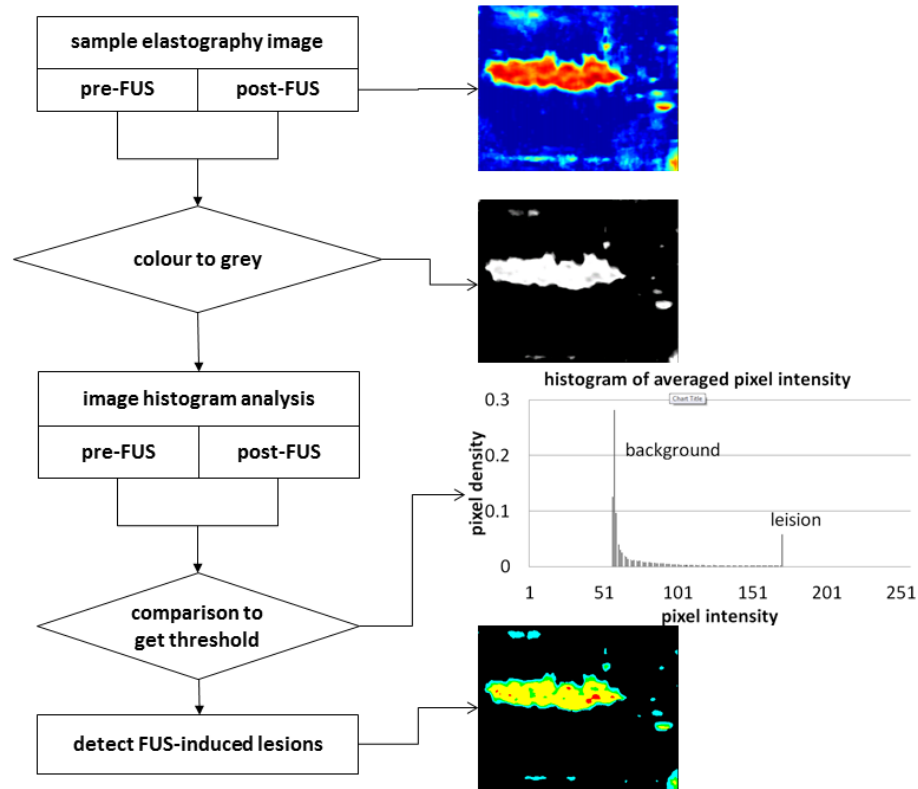 sample elastography image
pre-FUS
post-FUS
colour to grey
image histogram analysis
pre-FUS
post-FUS
histogram of averaged pixel intensity
Chart Title
0.3
0.2
0.1
0
pixel density
background
leision
1
51
101
151
201
251
pixel intensity
comparison to
get threshold
detect FUS-induced lesions